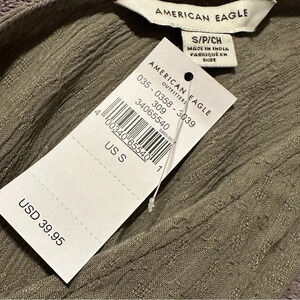 AMERICAN EAGLE
S/P/CH
MADE IN INDIA
FABRIQUÉ EN
INDE
AMERICAN EAGLE
OUTFITTERS
035 - 0358 - 3039
309
34065540
US S
USD 39.95